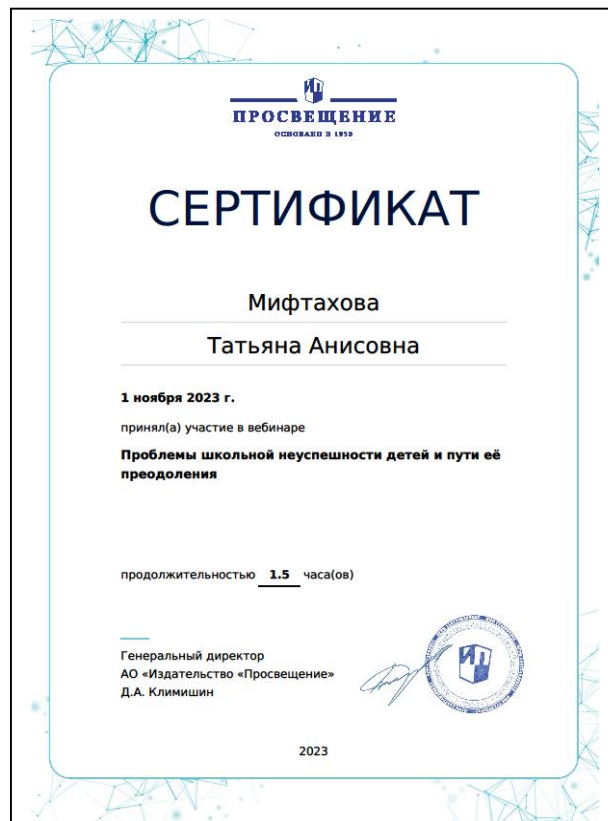 ПРОСВЕЩЕНИЕ
ОСНОВАНО В 1930
СЕРТИФИКАТ
Мифтахова
Татьяна Анисовна
1 ноября 2023 г.
принял(а) участие в вебинаре
Проблемы школьной неуспешности детей и пути её
преодоления
продолжительностью 1.5 часа(ов)
Генеральный директор
АО «Издательство «Просвещение»
Д.А. Климишин
2023